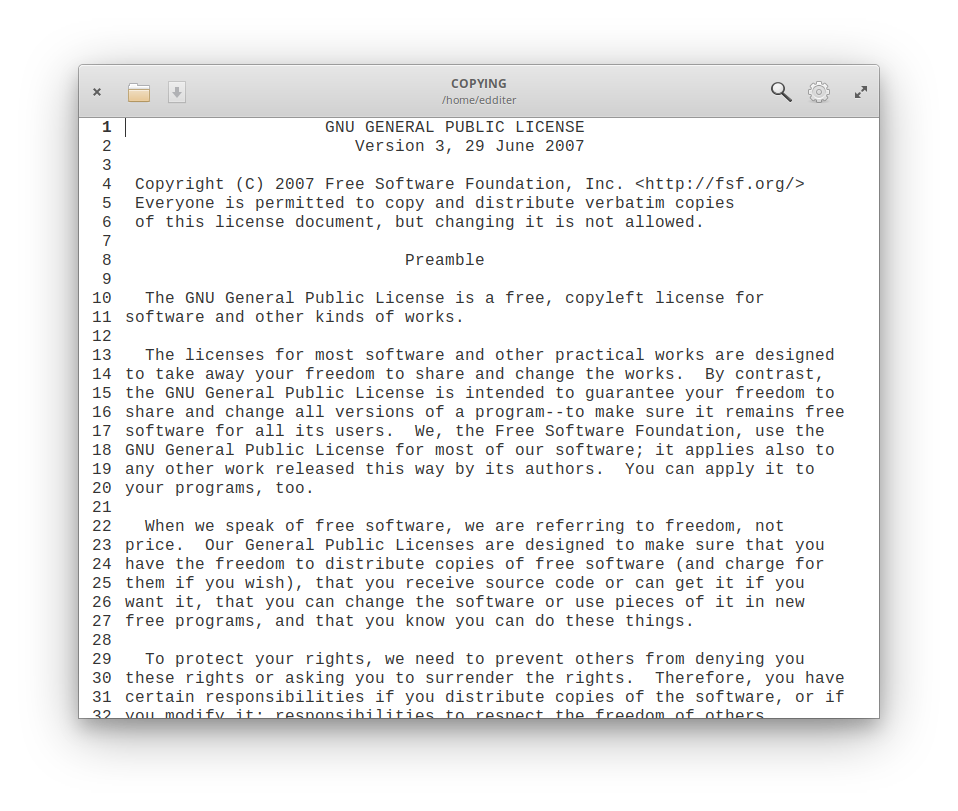 COPYING
/home/edditer
1                     GNU GENERAL PUBLIC LICENSE
2                        Version 3, 29 June 2007
3
4  Copyright (C) 2007 Free Software Foundation, Inc. <http://fsf.org/>
5  Everyone is permitted to copy and distribute verbatim copies
6  of this license document, but changing it is not allowed.
7
8                             Preamble
9
10   The GNU General Public License is a free, copyleft license for
11 software and other kinds of works.
12
13   The licenses for most software and other practical works are designed
14 to take away your freedom to share and change the works.  By contrast,
15 the GNU General Public License is intended to guarantee your freedom to
16 share and change all versions of a program--to make sure it remains free
17 software for all its users.  We, the Free Software Foundation, use the
18 GNU General Public License for most of our software; it applies also to
19 any other work released this way by its authors.  You can apply it to
20 your programs, too.
21
22   When we speak of free software, we are referring to freedom, not
23 price.  Our General Public Licenses are designed to make sure that you
24 have the freedom to distribute copies of free software (and charge for
25 them if you wish), that you receive source code or can get it if you
26 want it, that you can change the software or use pieces of it in new
27 free programs, and that you know you can do these things.
28
29   To protect your rights, we need to prevent others from denying you
30 these rights or asking you to surrender the rights.  Therefore, you have
31 certain responsibilities if you distribute copies of the software, or if
32 you modify it: responsibilities to respect the freedom of others.